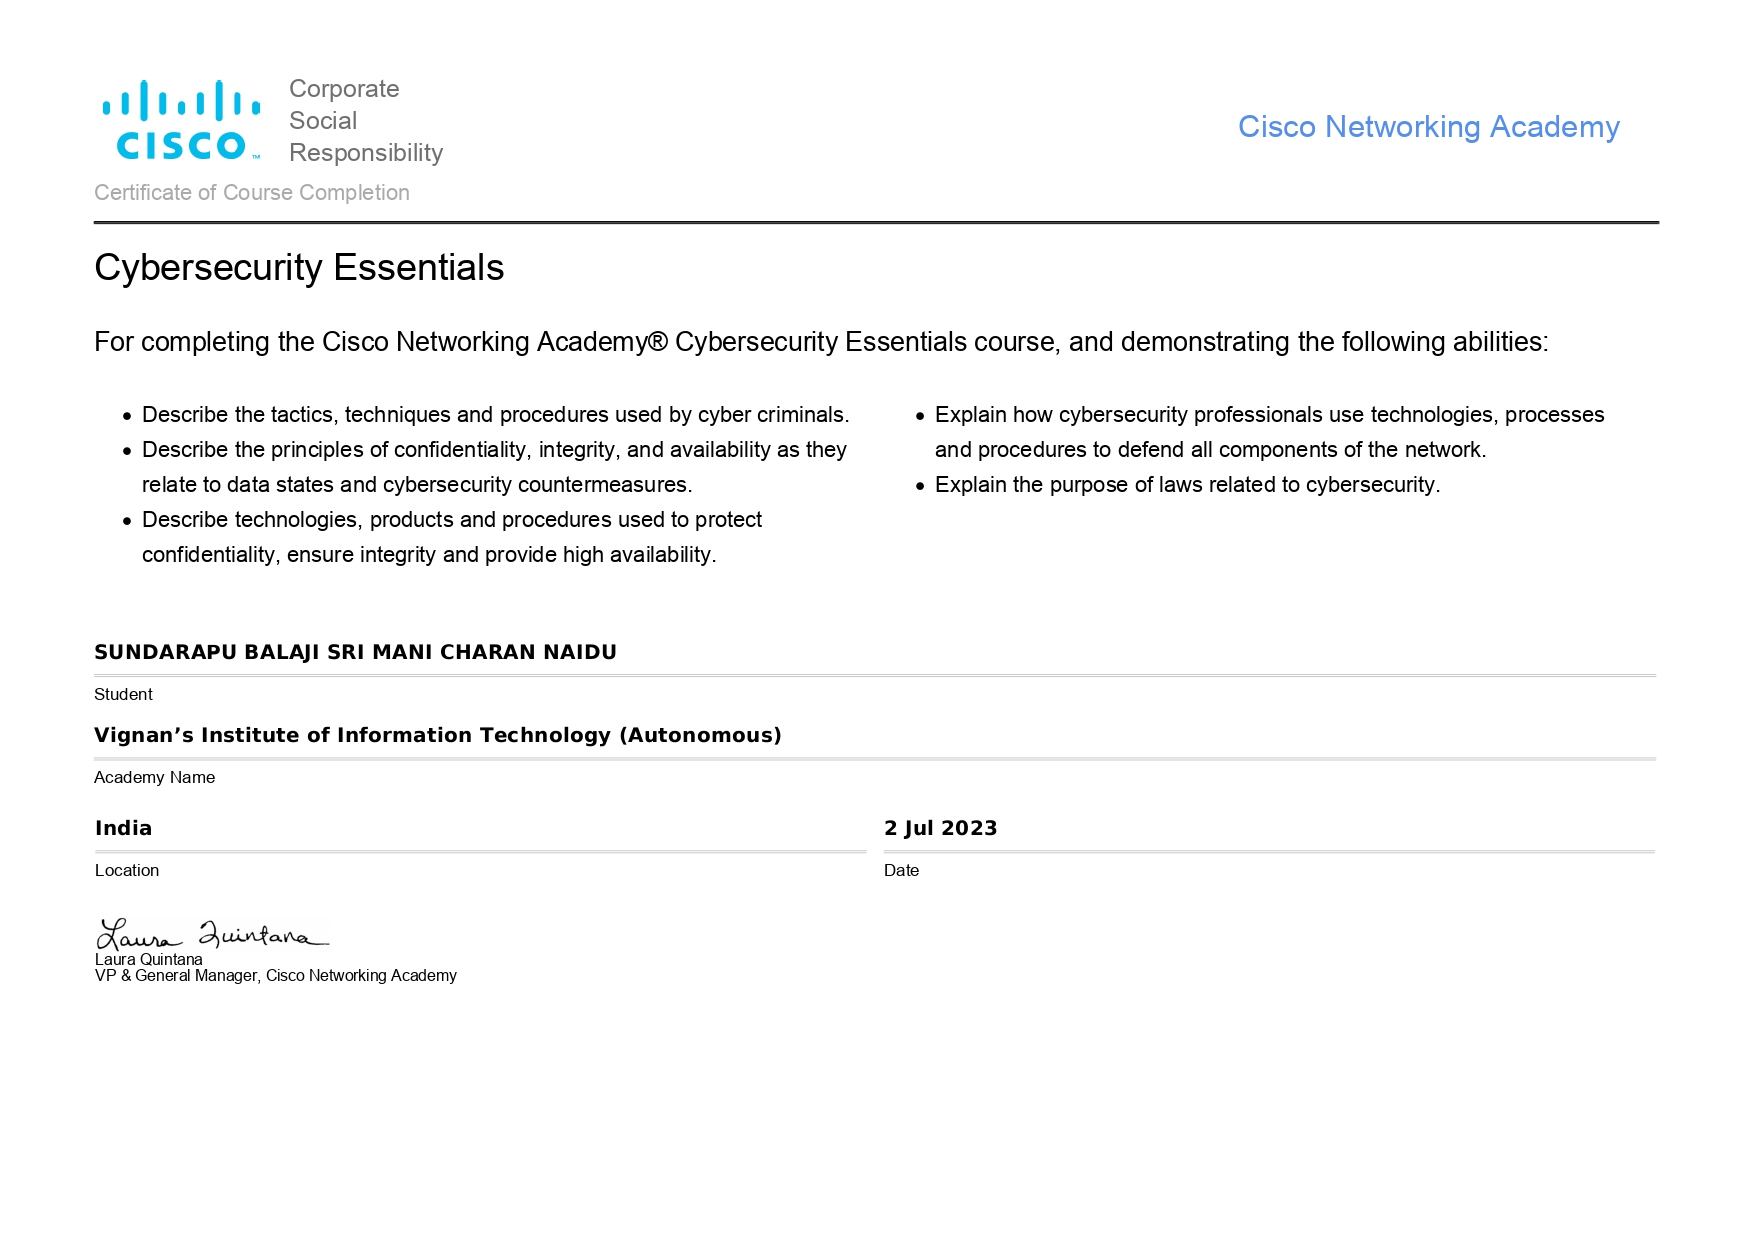 CISCO™
Corporate
Social
Responsibility
Cisco Networking Academy
Certificate of Course Completion
Cybersecurity Essentials
For completing the Cisco Networking Academy® Cybersecurity Essentials course, and demonstrating the following abilities:
• Describe the tactics, techniques and procedures used by cyber criminals.
• Describe the principles of confidentiality, integrity, and availability as they
relate to data states and cybersecurity countermeasures.
• Describe technologies, products and procedures used to protect
confidentiality, ensure integrity and provide high availability.
• Explain how cybersecurity professionals use technologies, processes
and procedures to defend all components of the network.
• Explain the purpose of laws related to cybersecurity.
SUNDARAPU BALAJI SRI MANI CHARAN NAIDU
Student
Vignan’s Institute of Information Technology (Autonomous)
Academy Name
India
Location
2 Jul 2023
Date
Laura Quintana
Laura Quintana
VP & General Manager, Cisco Networking Academy